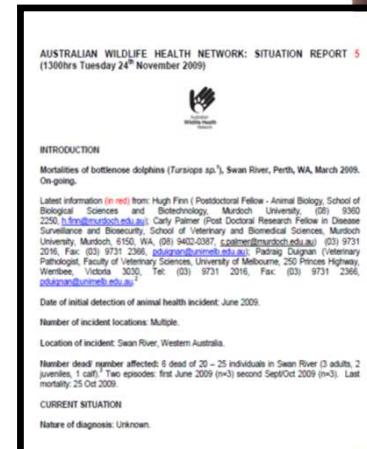 AUSTRALIAN WILDLIFE HEALTH NETWORK: SITUATION REPORT 5
(1300hrs Tuesday 24th November 2009)
Australian
Wildlife Health
Network
INTRODUCTION
Mortalities of bottlenose dolphins (Tursiops sp.1), Swan River, Perth, WA, March 2009.
On-going.
Latest information (in red) from: Hugh Finn ( Postdoctoral Fellow - Animal Biology, School of
Biological Sciences and Biotechnology, Murdoch University, (08) 9360
2250, h.finn@murdoch.edu.au); Carly Palmer (Post Doctoral Research Fellow in Disease
Surveillance and Biosecurity, School of Veterinary and Biomedical Sciences, Murdoch
University, Murdoch, 6150, WA, (08) 9402-0387, c.palmer@murdoch.edu.au) (03) 9731
2016, Fax: (03) 9731 2366, pduignan@unimelb.edu.au); Padraig Duignan (Veterinary
Pathologist, Faculty of Veterinary Sciences, University of Melbourne, 250 Princes Highway,
Werribee, Victoria 3030, Tel: (03) 9731 2016, Fax: (03) 9731 2366,
pduignan@unimelb.edu.au
Date of initial detection of animal health incident: June 2009.
Number of incident locations: Multiple.
Location of incident: Swan River, Western Australia.
Number dead/ number affected: 6 dead of 20 – 25 individuals in Swan River (3 adults, 2
juveniles, 1 calf). Two episodes: first June 2009 (n=3) second Sept/Oct 2009 (n=3). Last
mortality: 25 Oct 2009.
CURRENT SITUATION
Nature of diagnosis: Unknown.